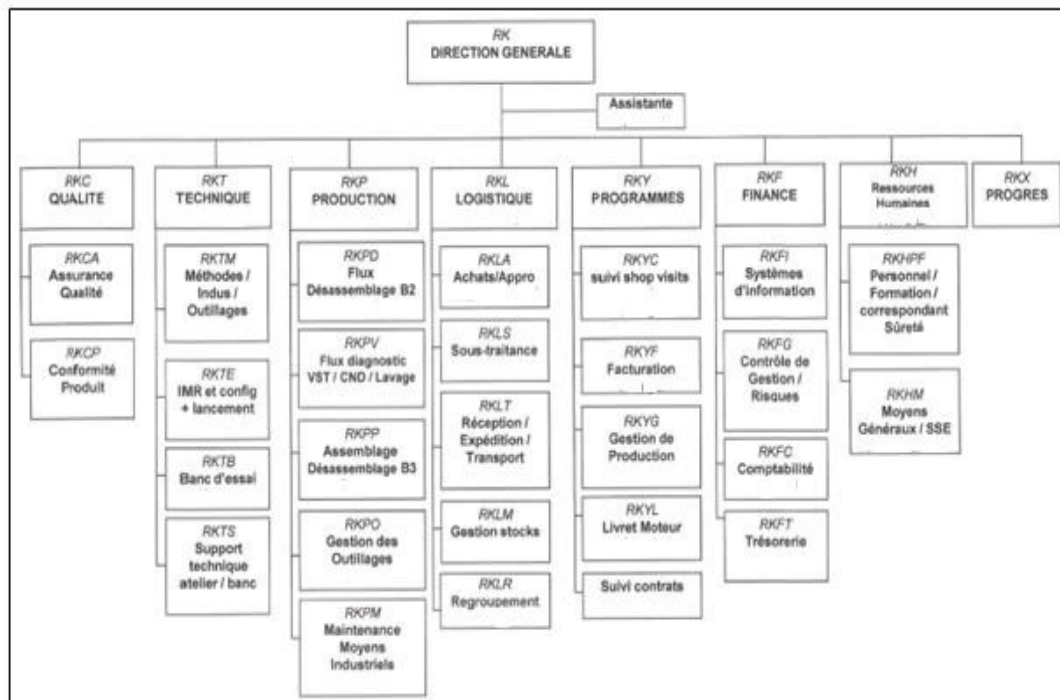 RK
DIRECTION GENERALE
Assistante
RKC
QUALITE
RKCA
Assurance
Qualité
RKCP
Conformité
Produit
RKT
TECHNIQUE
RKTM
Méthodes /
Indus /
Outillages
RKTE
IMR et config
+ lancement
RKTB
Banc d'essai
RKTS
Support
technique
atelier / banc
RKP
PRODUCTION
RKPD
Flux
Désassemblage B2
RKPV
Flux diagnostic
VST / CND / Lavage
RKPP
Assemblage
Désassemblage B3
RKPO
Gestion des
Outillages
RKPM
Maintenance
Moyens
Industriels
RKL
LOGISTIQUE
RKLA
Achats/Appro
RKLS
Sous-traitance
RKLT
Réception /
Expédition /
Transport
RKLM
Gestion stocks
RKLR
Regroupement
RKY
PROGRAMMES
RKYC
suivi shop visits
RKYF
Facturation
RKYG
Gestion de
Production
RKYL
Livret Moteur
Suivi contrats
RKF
FINANCE
RKFI
Systèmes
d'information
RKFG
Contrôle de
Gestion /
Risques
RKFC
Comptabilité
RKFT
Trésorerie
RKH
Ressources
Humaines
RKHPF
Personnel /
Formation /
correspondant
Sûreté
RKHM
Moyens
Généraux / SSE
RKX
PROGRES